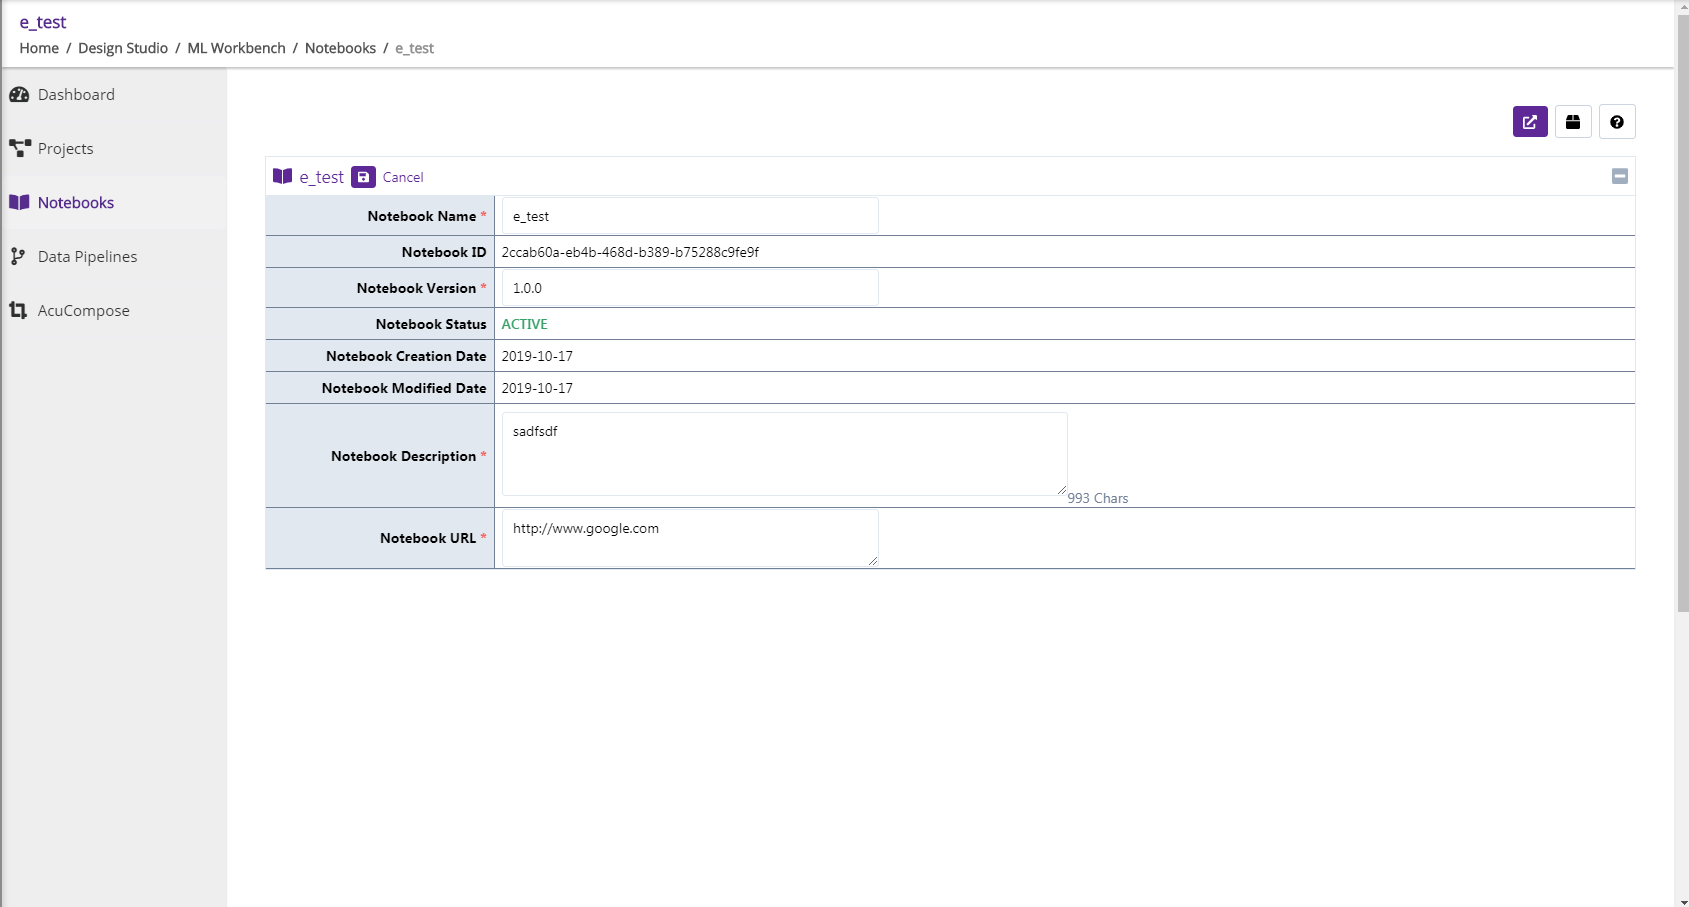 e_test
Home / Design Studio / ML Workbench / Notebooks / e_test
Dashboard
Projects
Notebooks
Data Pipelines
AcuCompose
e_test Cancel
Notebook Name * e_test
Notebook ID 2ccab60a-eb4b-468d-b389-b75288c9fe9f
Notebook Version * 1.0.0
Notebook Status ACTIVE
Notebook Creation Date 2019-10-17
Notebook Modified Date 2019-10-17
Notebook Description * sadfsdf
993 Chars
Notebook URL * http://www.google.com